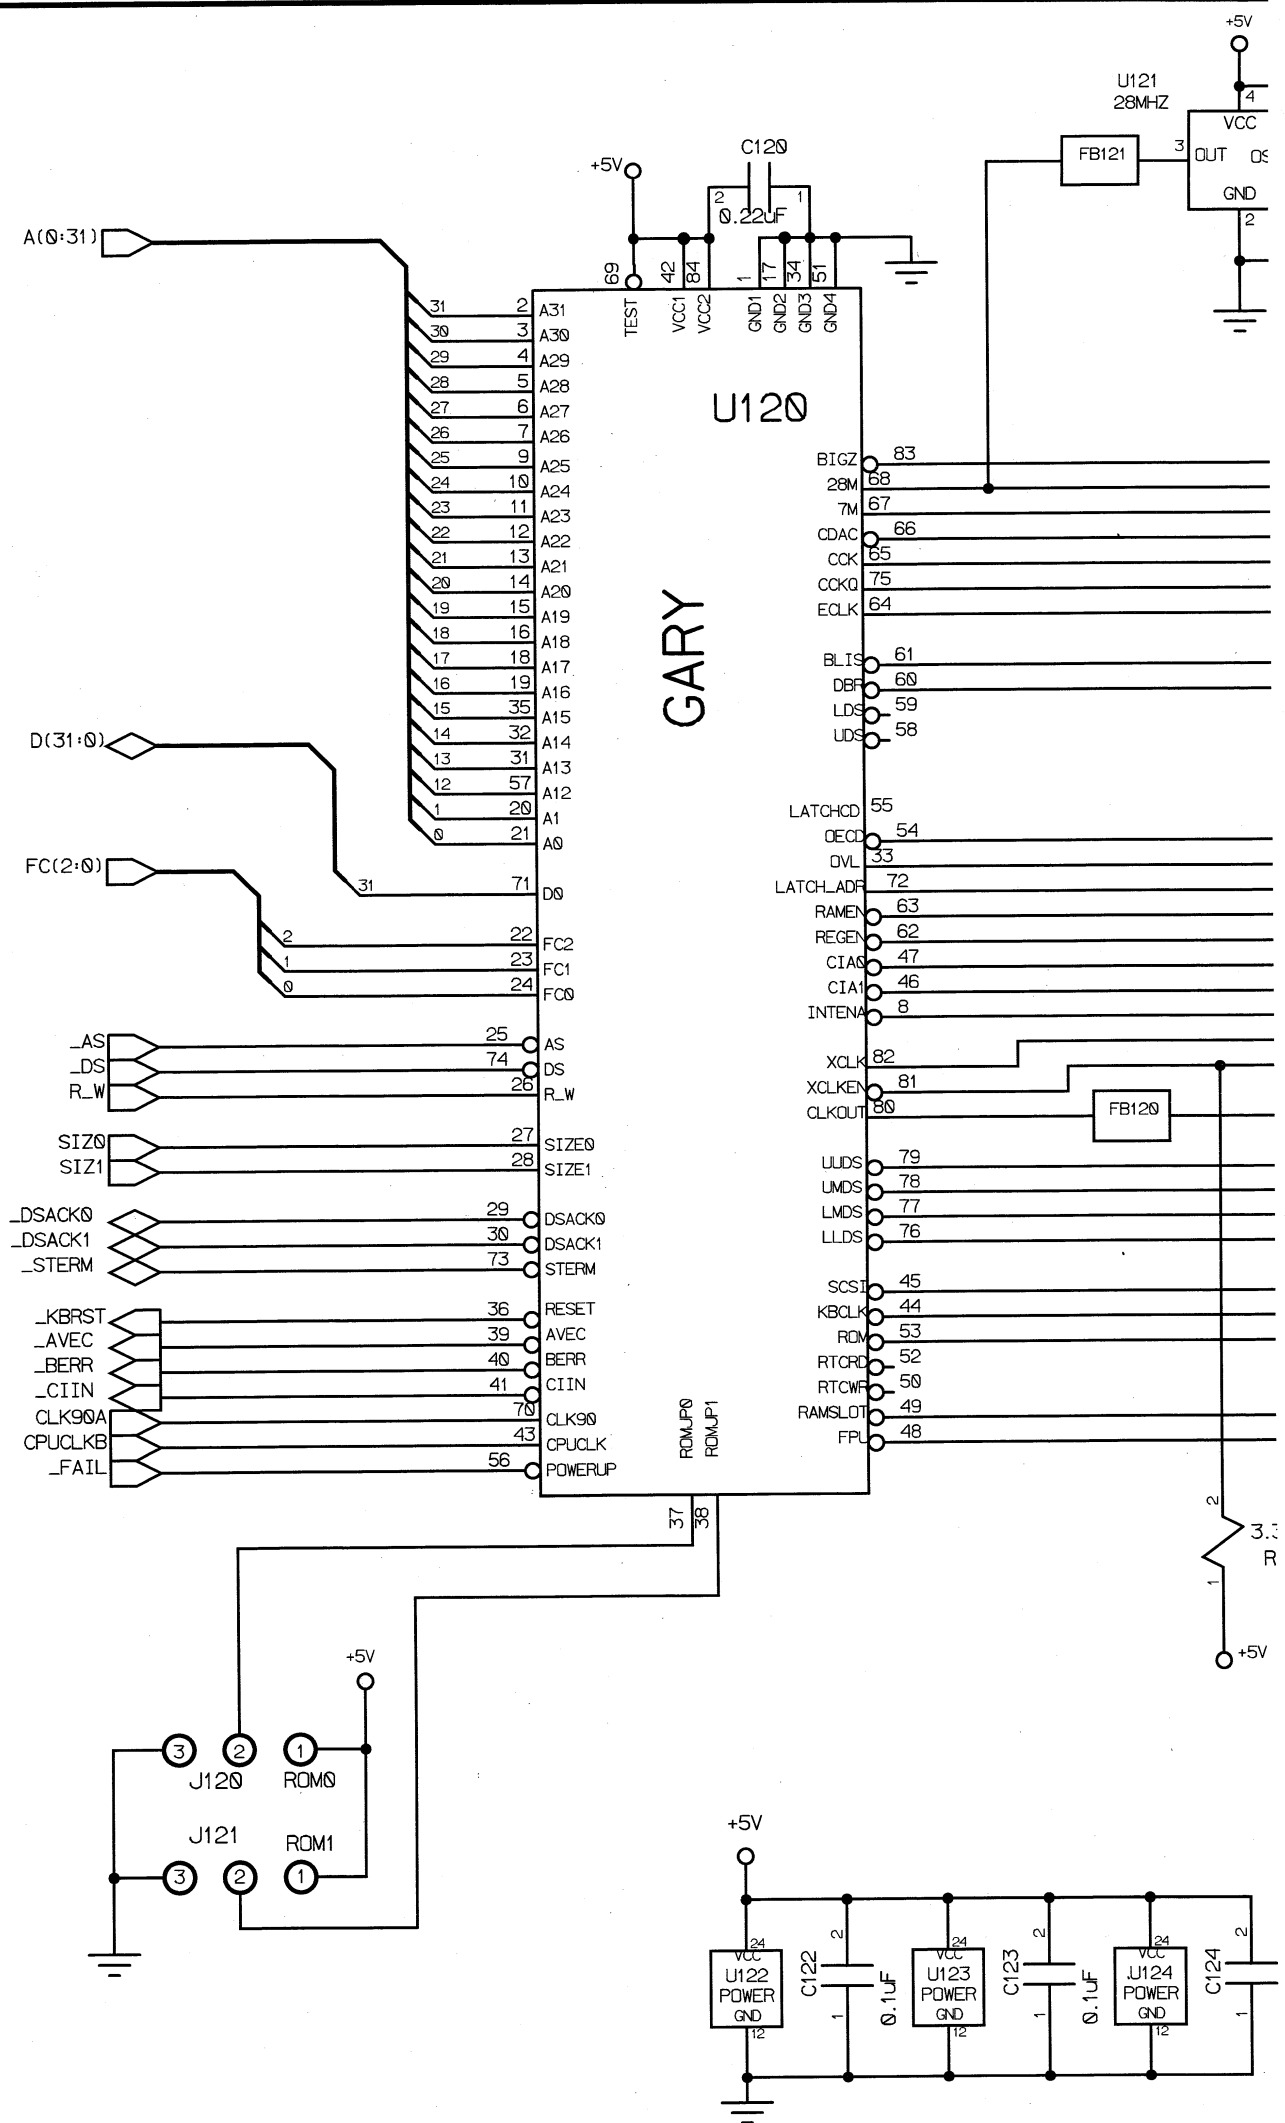 +5V
U121
28MHZ
4
VCC
FB121
3
OUT
GND
2
C120
+5V
2
1
0.22uF
A(0:31)
69
42
84
1
17
34
51
TEST
VCC1
VCC2
GND1
GND2
GND3
GND4
U120
GARY
31 2 A31
30 3 A30
29 4 A29
28 5 A28
27 6 A27
26 7 A26
25 9 A25
24 10 A24
23 11 A23
22 12 A22
21 13 A21
20 14 A20
19 15 A19
18 16 A18
17 18 A17
16 19 A16
15 35 A15
14 32 A14
13 31 A13
12 57 A12
1 20 A1
0 21 A0
D(31:0)
31 71 D0
FC(2:0)
2 22 FC2
1 23 FC1
0 24 FC0
_AS 25 AS
_DS 74 DS
R_W 26 R_W
SIZ0 27 SIZE0
SIZ1 28 SIZE1
_DSACK0 29 DSACK0
_DSACK1 30 DSACK1
_STERM 73 STERM
_KBRST 36 RESET
_AVEC 39 AVEC
_BERR 40 BERR
_CIIN 41 CIIN
CLK90A 70 CLK90
CPUCLKB 43 CPUCLK
_FAIL 56 POWERUP
BIGZ 83
28M 68
7M 67
CDAC 66
CCK 65
CCKQ 75
ECLK 64
BLIS 61
DBR 60
LDS 59
UDS 58
LATCHCD 55
OECD 54
OVL 33
LATCH_ADR 72
RAMEN 63
REGEN 62
CIA0 47
CIA1 46
INTENA 8
XCLK 82
XCLKEN 81
CLKOUT 80
FB120
UUDS 79
UMDS 78
LMDS 77
LLDS 76
SCSI 45
KBCLK 44
ROM 53
RTCRD 52
RTCWR 50
RAMSLOT 49
FPU 48
ROMJP0
ROMJP1
37
38
2
1
+5V
+5V
3 2 1
J120 ROM0
J121 ROM1
3 2 1
+5V
24
VCC
U122
POWER
GND
12
C122
2
1
0.1uF
24
VCC
U123
POWER
GND
12
C123
2
1
0.1uF
24
VCC
U124
POWER
GND
12
C124
2
1